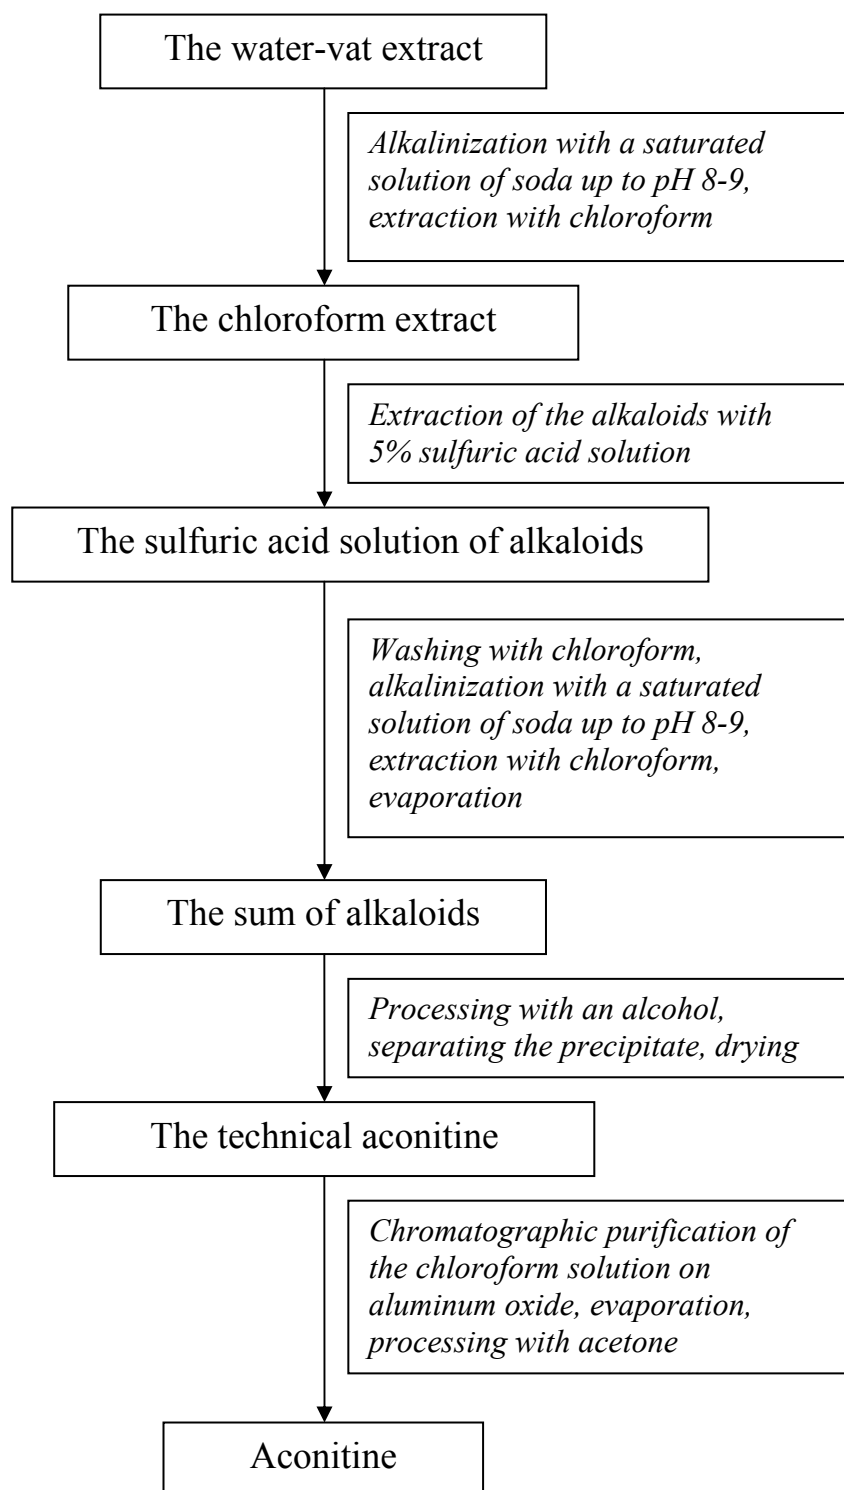 The water-vat extract
Alkalinization with a saturated
solution of soda up to pH 8-9,
extraction with chloroform
The chloroform extract
Extraction of the alkaloids with
5% sulfuric acid solution
The sulfuric acid solution of alkaloids
Washing with chloroform,
alkalinization with a saturated
solution of soda up to pH 8-9,
extraction with chloroform,
evaporation
The sum of alkaloids
Processing with an alcohol,
separating the precipitate, drying
The technical aconitine
Chromatographic purification of
the chloroform solution on
aluminum oxide, evaporation,
processing with acetone
Aconitine